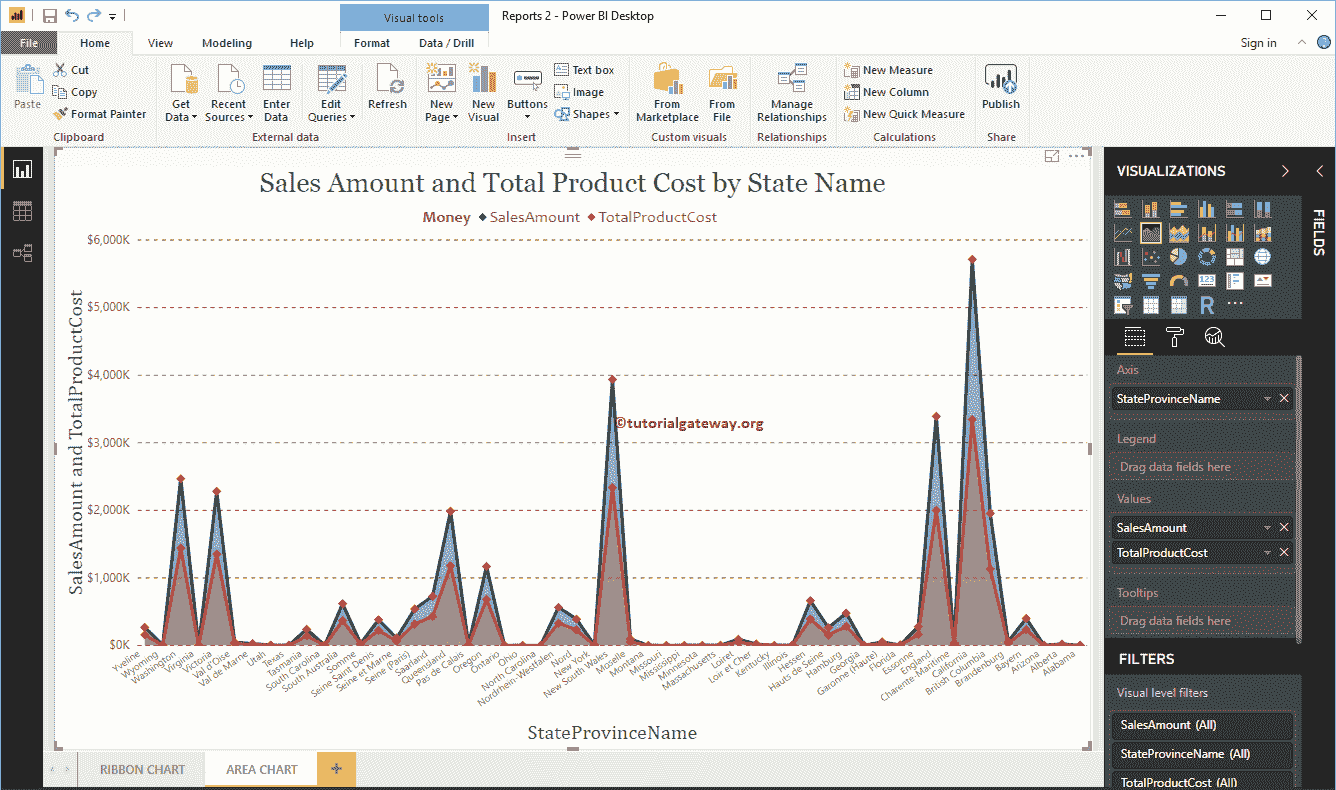 Visual tools
Reports 2 - Power BI Desktop
File
Home
View
Modeling
Help
Format
Data / Drill
Sign in
Paste
Cut
Copy
Format Painter
Clipboard
Get Data
Recent Sources
Enter Data
Edit Queries
External data
Refresh
New Page
New Visual
Buttons
Text box
Image
Shapes
Insert
From Marketplace
From File
Custom visuals
Manage Relationships
Relationships
New Measure
New Column
New Quick Measure
Calculations
Publish
Share
Sales Amount and Total Product Cost by State Name
Money SalesAmount TotalProductCost
SalesAmount and TotalProductCost
$6,000K
$5,000K
$4,000K
$3,000K
$2,000K
$1,000K
$0K
©tutorialgateway.org
Yveline
Wyoming
Washington
Virginia
Victoria
Val d'Oise
Val de Marne
Utah
Texas
Tasmania
South Carolina
South Australia
Somme
Seine Saint Denis
Seine et Marne
Seine (Paris)
Saarland
Queensland
Pas de Calais
Oregon
Ontario
Ohio
North Carolina
Nordrhein-Westfalen
Nord
New York
New South Wales
Moselle
Montana
Missouri
Mississippi
Minnesota
Massachusetts
Loiret
Loir et Cher
Kentucky
Illinois
Hessen
Hauts de Seine
Hamburg
Georgia
Garonne (Haute)
Florida
Essonne
England
Charente-Maritime
California
British Columbia
Brandenburg
Bayern
Arizona
Alberta
Alabama
StateProvinceName
RIBBON CHART
AREA CHART
VISUALIZATIONS
FIELDS
123
R
Axis
StateProvinceName
Legend
Drag data fields here
Values
SalesAmount
TotalProductCost
Tooltips
Drag data fields here
FILTERS
Visual level filters
SalesAmount (All)
StateProvinceName (All)
TotalProductCost (All)